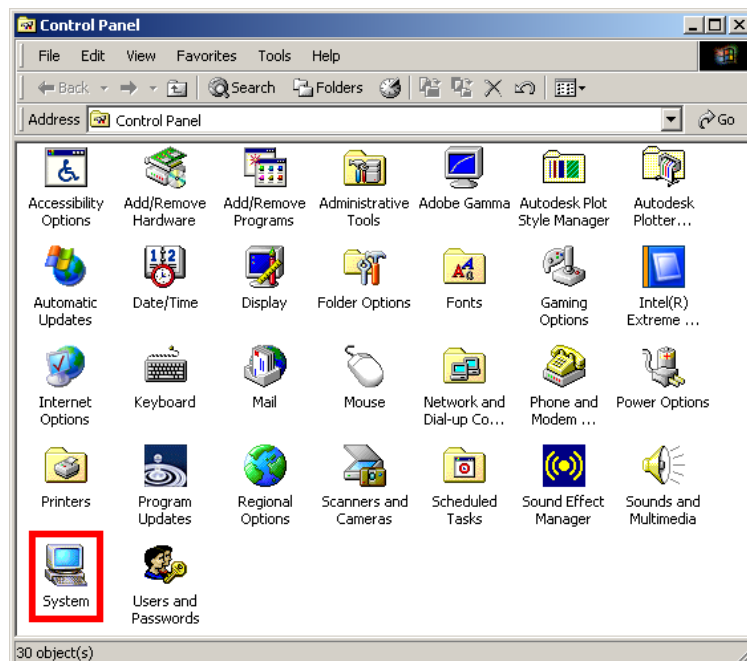 Control Panel
File Edit View Favorites Tools Help
Back Search Folders
Address Control Panel Go
Accessibility Options
Add/Remove Hardware
Add/Remove Programs
Administrative Tools
Adobe Gamma
Autodesk Plot Style Manager
Autodesk Plotter...
Automatic Updates
Date/Time
Display
Folder Options
Fonts
Gaming Options
Intel(R) Extreme ...
Internet Options
Keyboard
Mail
Mouse
Network and Dial-up Co...
Phone and Modem ...
Power Options
Printers
Program Updates
Regional Options
Scanners and Cameras
Scheduled Tasks
Sound Effect Manager
Sounds and Multimedia
System
Users and Passwords
30 object(s)